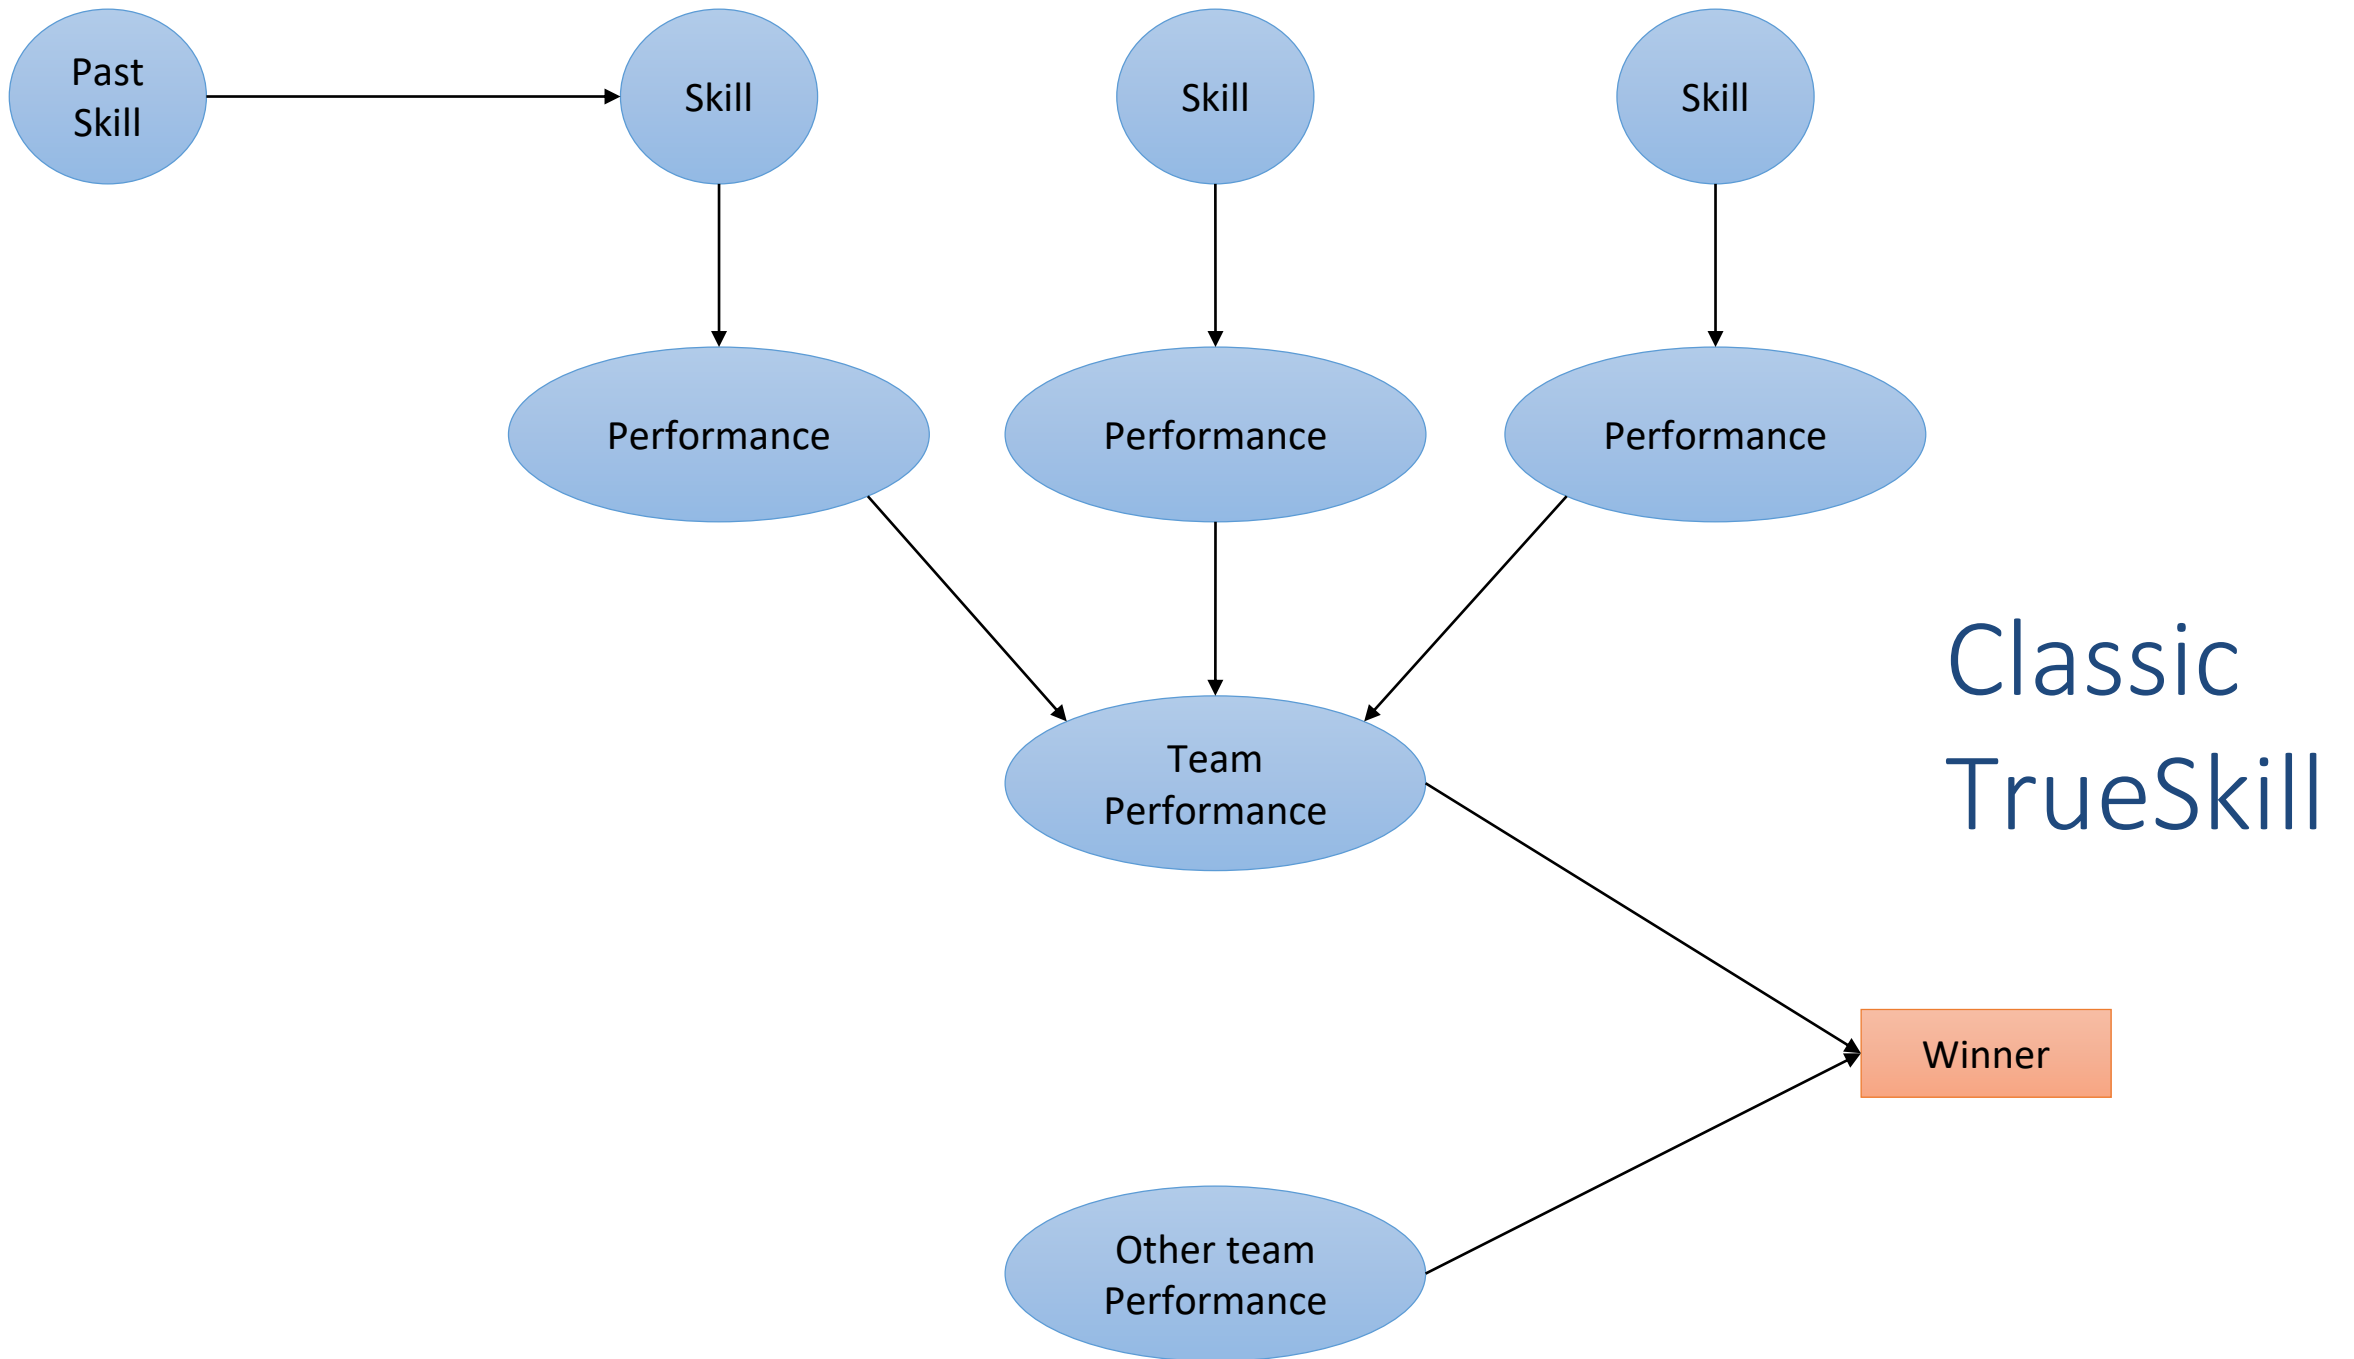 Past
Skill
Skill
Skill
Skill
Performance
Performance
Performance
Classic
TrueSkill
Team
Performance
Winner
Other team
Performance